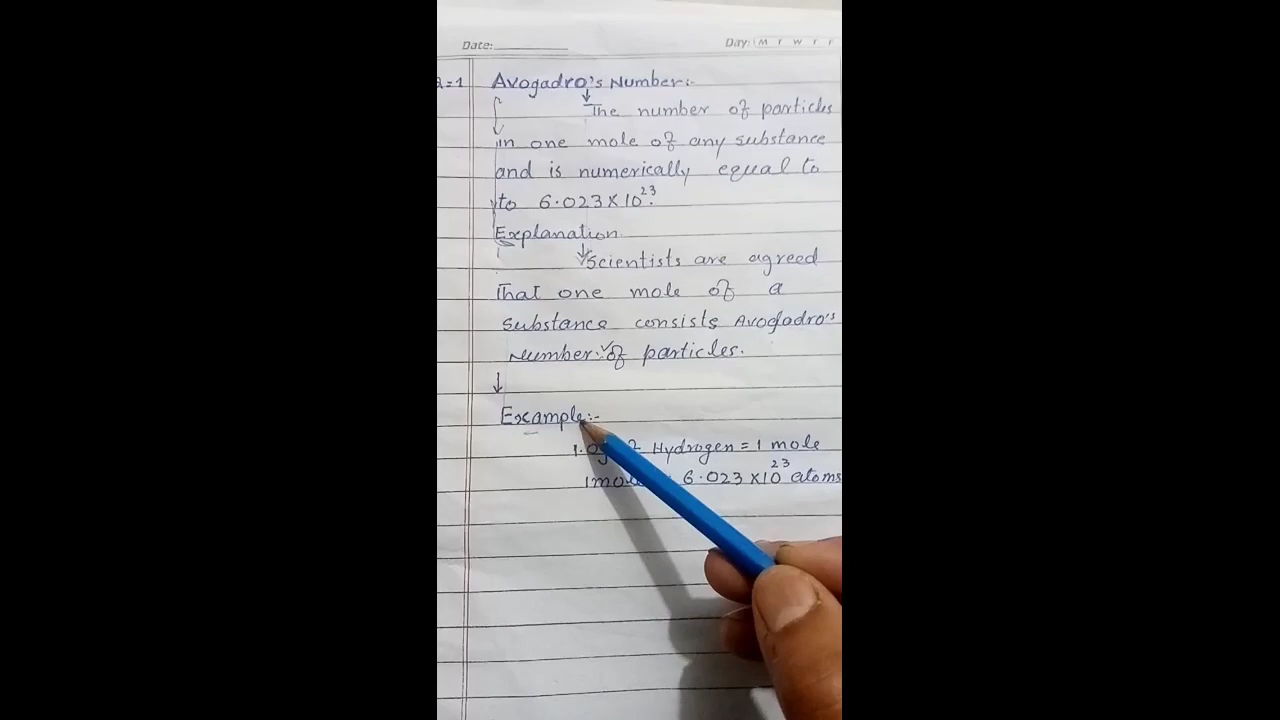 Date:
Day: M T W T F
Q=1 Avogadro's Number:-
The number of particles
in one mole of any substance
and is numerically equal to
to 6.023×10²³.
Explanation
Scientists are agreed
That one mole of a
substance consists Avogadro's
Number of particles.
Example:-
Hydrogen = 1 mole
6.023×10²³ atoms